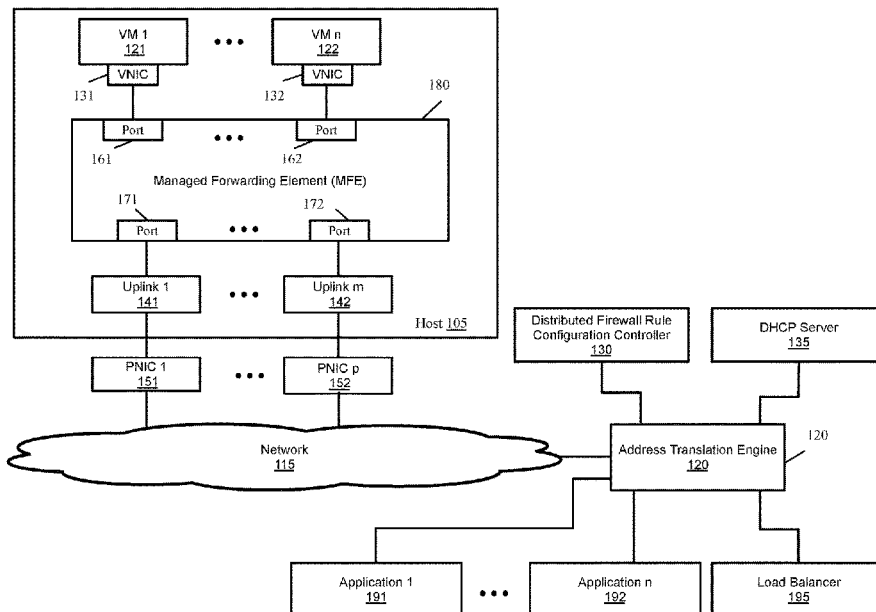 VM 1
121
•••
VM n
122
VNIC
VNIC
131
132
180
Port
•••
Port
161
162
Managed Forwarding Element (MFE)
171
172
Port
•••
Port
Uplink 1
141
•••
Uplink m
142
Host 105
Distributed Firewall Rule
Configuration Controller
130
DHCP Server
135
PNIC 1
151
•••
PNIC p
152
Network
115
Address Translation Engine
120
120
Application 1
191
•••
Application n
192
Load Balancer
195